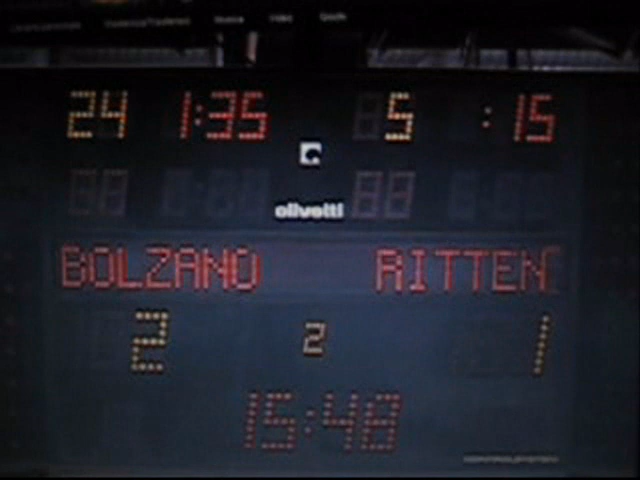 24 1:35 5 :15
olivetti
BOLZANO RITTEN
2 2 1
15:48